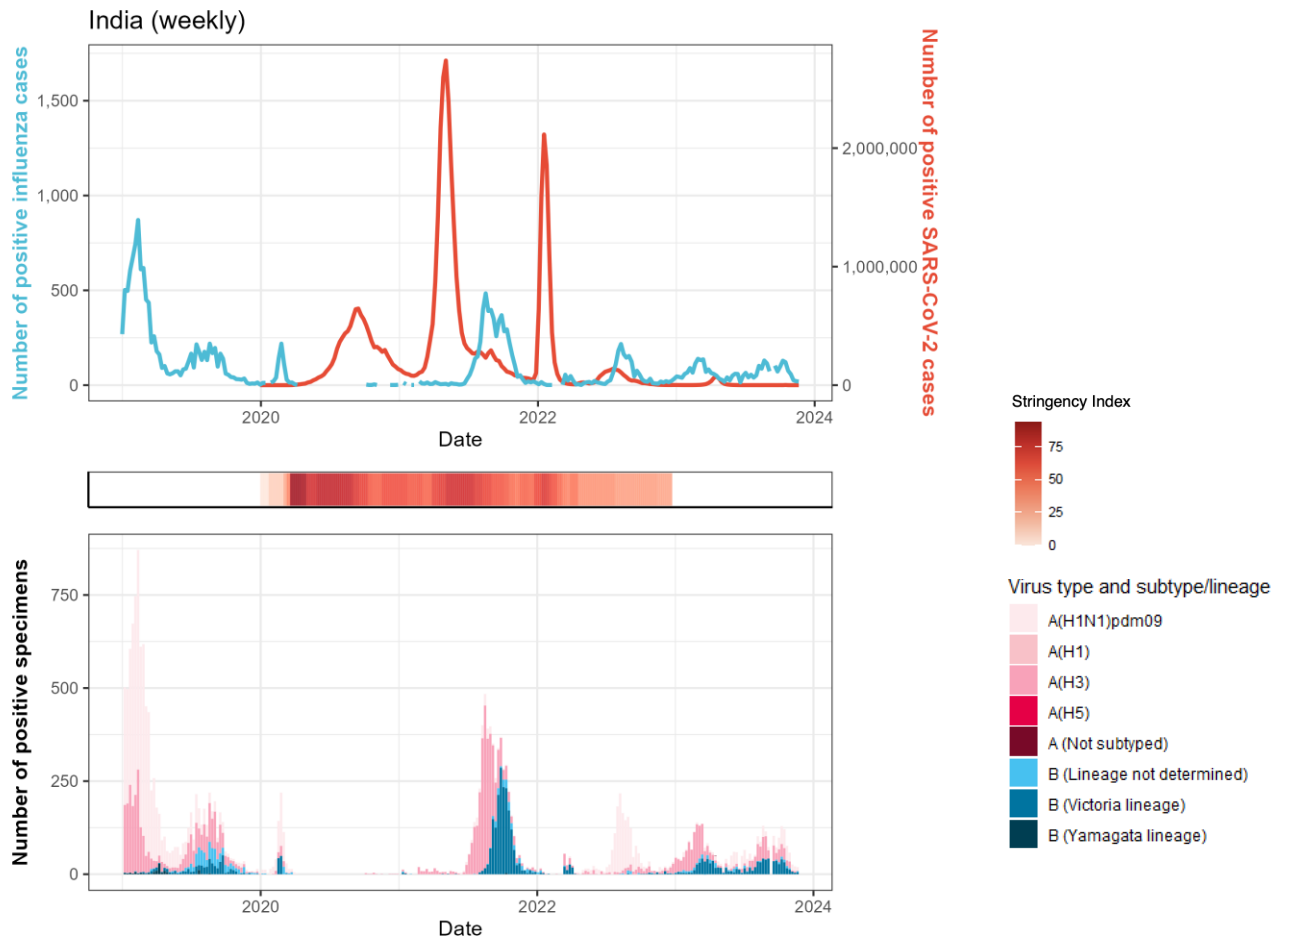 India (weekly)
Number of positive influenza cases
1,500
1,000
500
0
Number of positive SARS-CoV-2 cases
2,000,000
1,000,000
0
2020
2022
2024
Date
Stringency Index
75
50
25
0
Number of positive specimens
750
500
250
0
2020
2022
2024
Date
Virus type and subtype/lineage
A(H1N1)pdm09
A(H1)
A(H3)
A(H5)
A (Not subtyped)
B (Lineage not determined)
B (Victoria lineage)
B (Yamagata lineage)